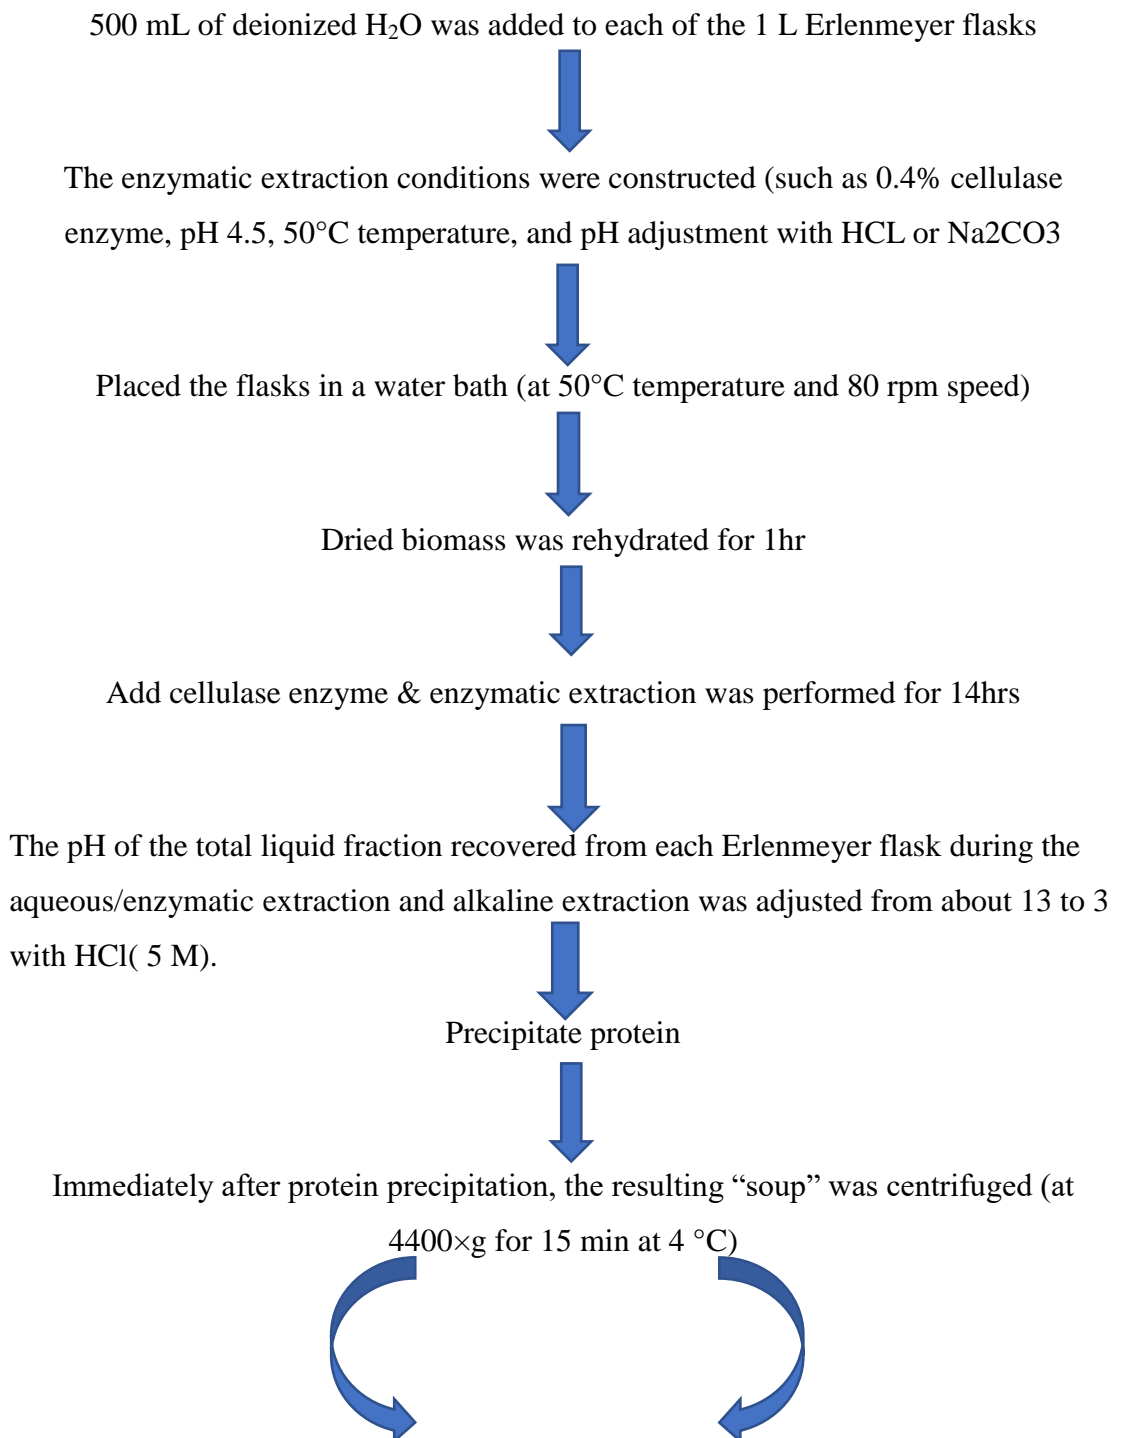 500 mL of deionized H₂O was added to each of the 1 L Erlenmeyer flasks
The enzymatic extraction conditions were constructed (such as 0.4% cellulase
enzyme, pH 4.5, 50°C temperature, and pH adjustment with HCL or Na2CO3
Placed the flasks in a water bath (at 50°C temperature and 80 rpm speed)
Dried biomass was rehydrated for 1hr
Add cellulase enzyme & enzymatic extraction was performed for 14hrs
The pH of the total liquid fraction recovered from each Erlenmeyer flask during the
aqueous/enzymatic extraction and alkaline extraction was adjusted from about 13 to 3
with HCl( 5 M).
Precipitate protein
Immediately after protein precipitation, the resulting “soup” was centrifuged (at
4400×g for 15 min at 4 °C)